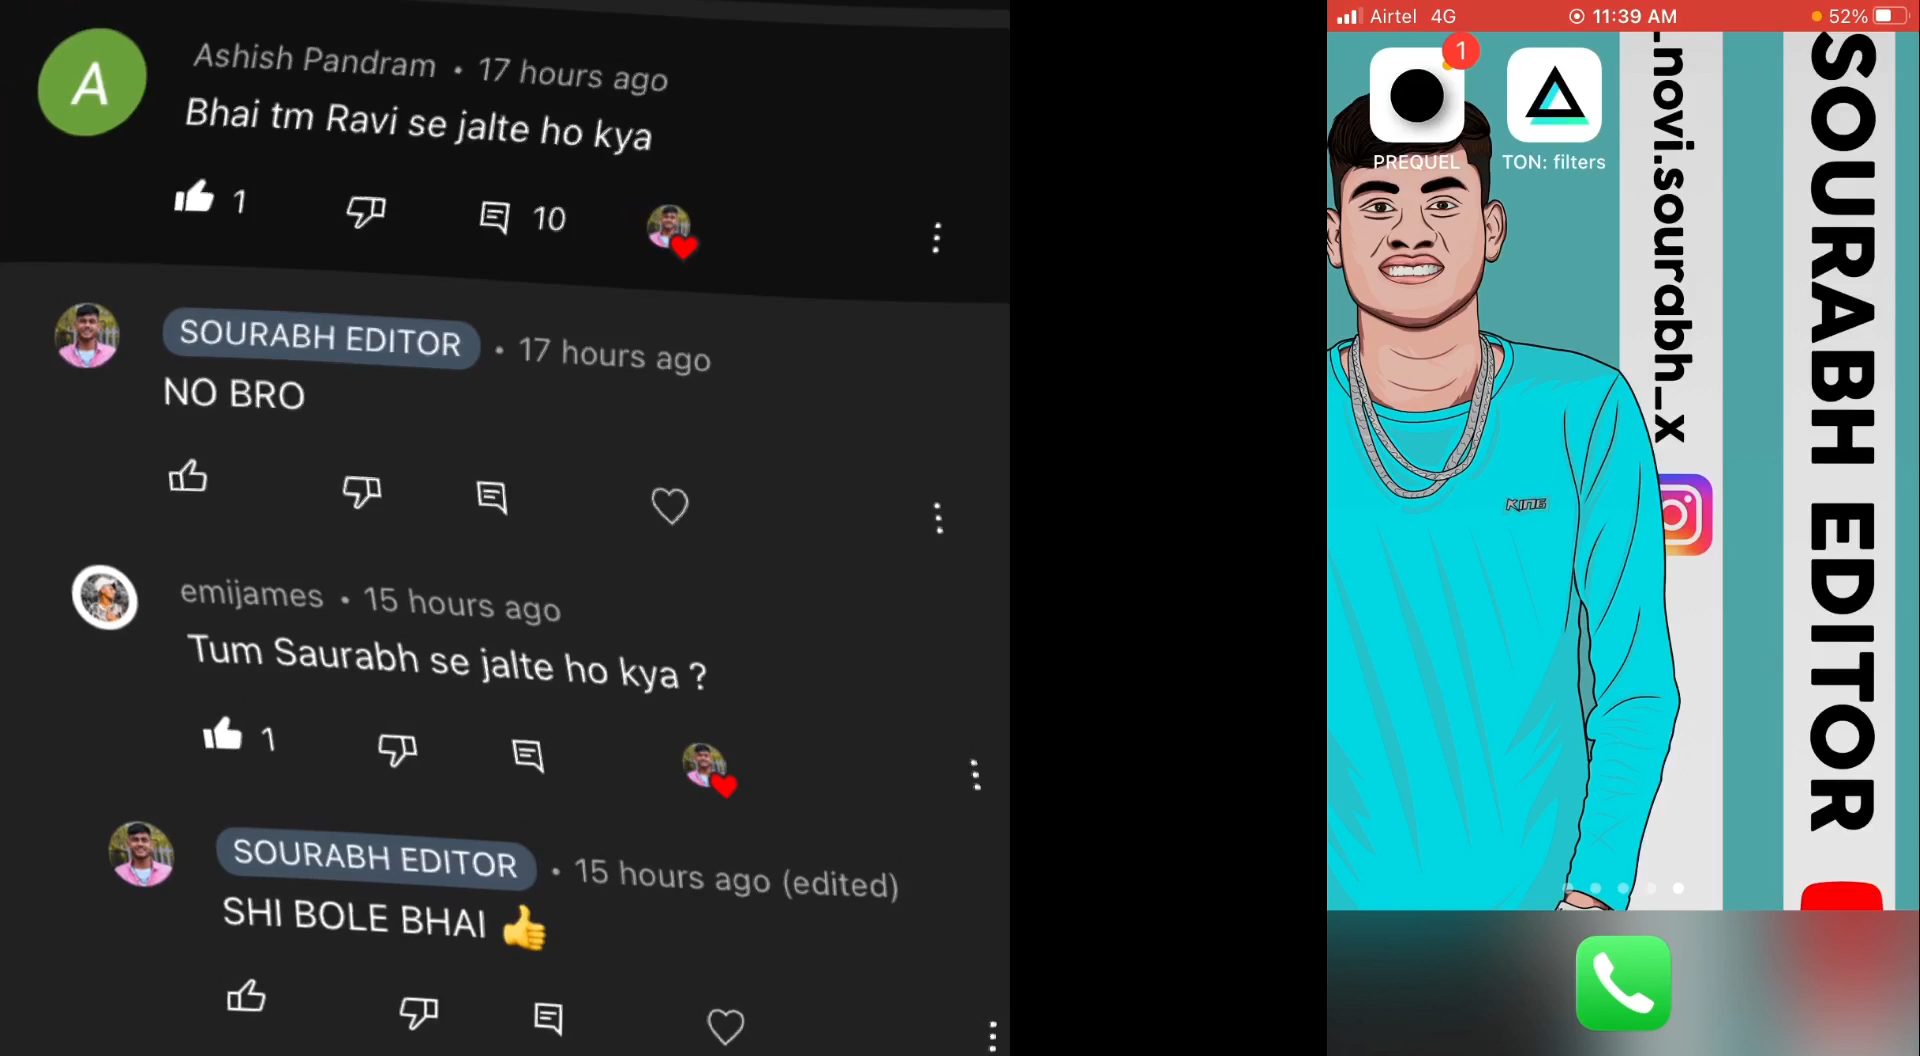 A
Ashish Pandram • 17 hours ago
Bhai tm Ravi se jalte ho kya
1
10
SOURABH EDITOR • 17 hours ago
NO BRO
emijames • 15 hours ago
Tum Saurabh se jalte ho kya ?
1
SOURABH EDITOR • 15 hours ago (edited)
SHI BOLE BHAI 👍
Airtel 4G
11:39 AM
52%
1
PREQUEL
TON: filters
_novi.sourabh_x
SOURABH EDITOR
KING